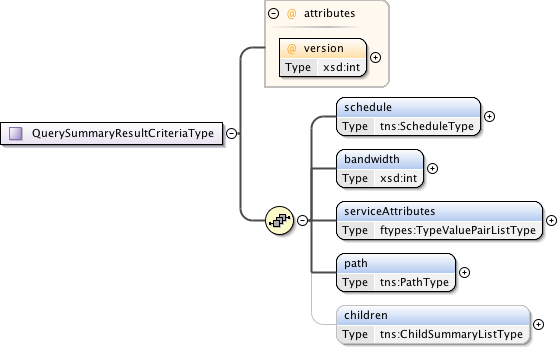 @ attributes
@ version
Type xsd:int
QuerySummaryResultCriteriaType
schedule
Type tns:ScheduleType
bandwidth
Type xsd:int
serviceAttributes
Type ftypes:TypeValuePairListType
path
Type tns:PathType
children
Type tns:ChildSummaryListType